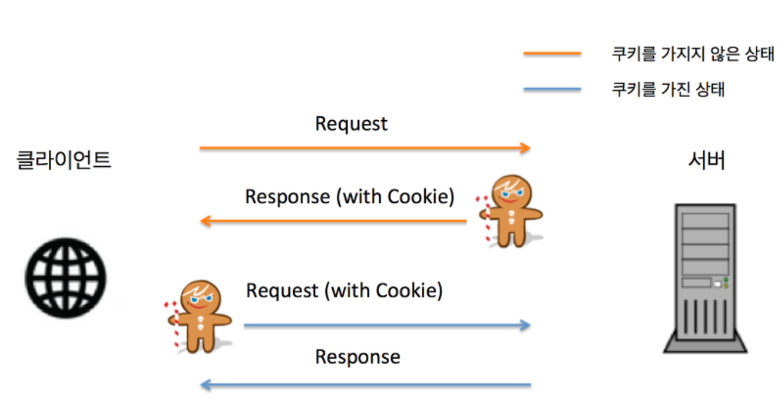 쿠키를 가지지 않은 상태
쿠키를 가진 상태
Request
클라이언트
서버
Response (with Cookie)
Request (with Cookie)
Response